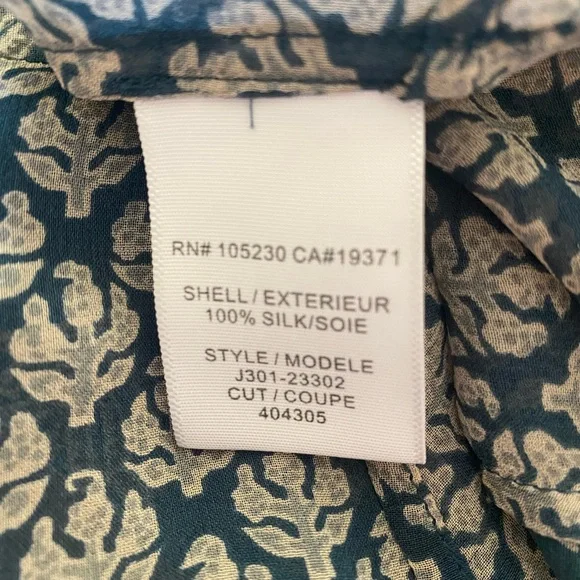 RN# 105230 CA#19371
SHELL / EXTERIEUR
100% SILK/SOIE
STYLE / MODELE
J301-23302
CUT / COUPE
404305